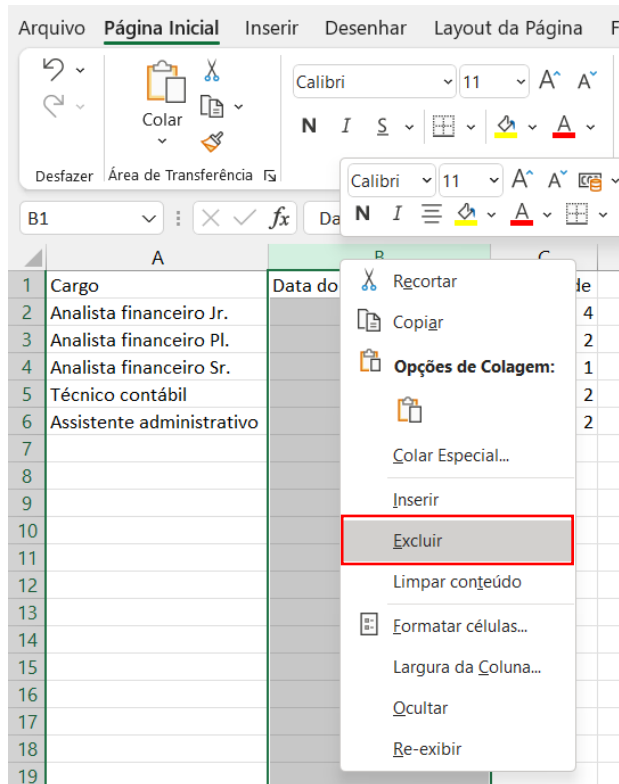 Arquivo Página Inicial Inserir Desenhar Layout da Página F
Calibri 11 A^ A˅
Colar
N I S A
Desfazer Área de Transferência
Calibri 11 A^ A˅
N I A
B1 fx Da
A B C
1 Cargo Data do de
2 Analista financeiro Jr. 4
3 Analista financeiro Pl. 2
4 Analista financeiro Sr. 1
5 Técnico contábil 2
6 Assistente administrativo 2
7
8
9
10
11
12
13
14
15
16
17
18
19
Recortar
Copiar
Opções de Colagem:
Colar Especial...
Inserir
Excluir
Limpar conteúdo
Formatar células...
Largura da Coluna...
Ocultar
Re-exibir